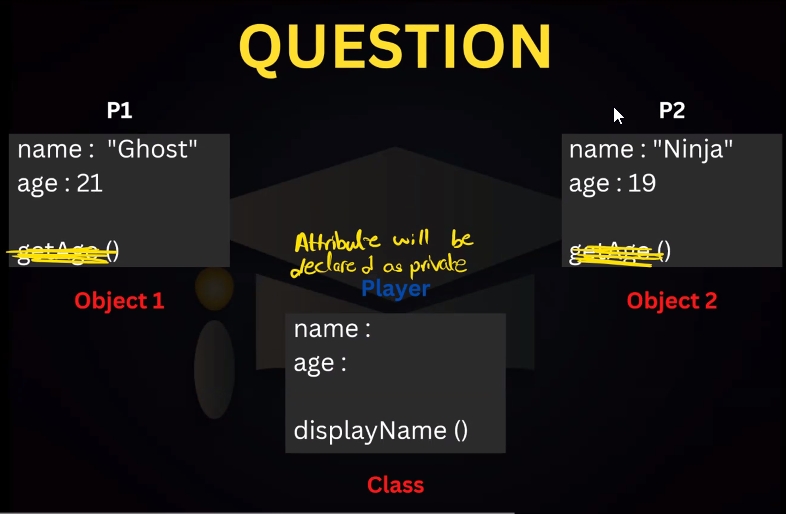 QUESTION
P1
name : "Ghost"
age : 21
getAge ()
Object 1
P2
name : "Ninja"
age : 19
getAge ()
Object 2
Attribute will be
declared as private
Player
name :
age :
displayName ()
Class